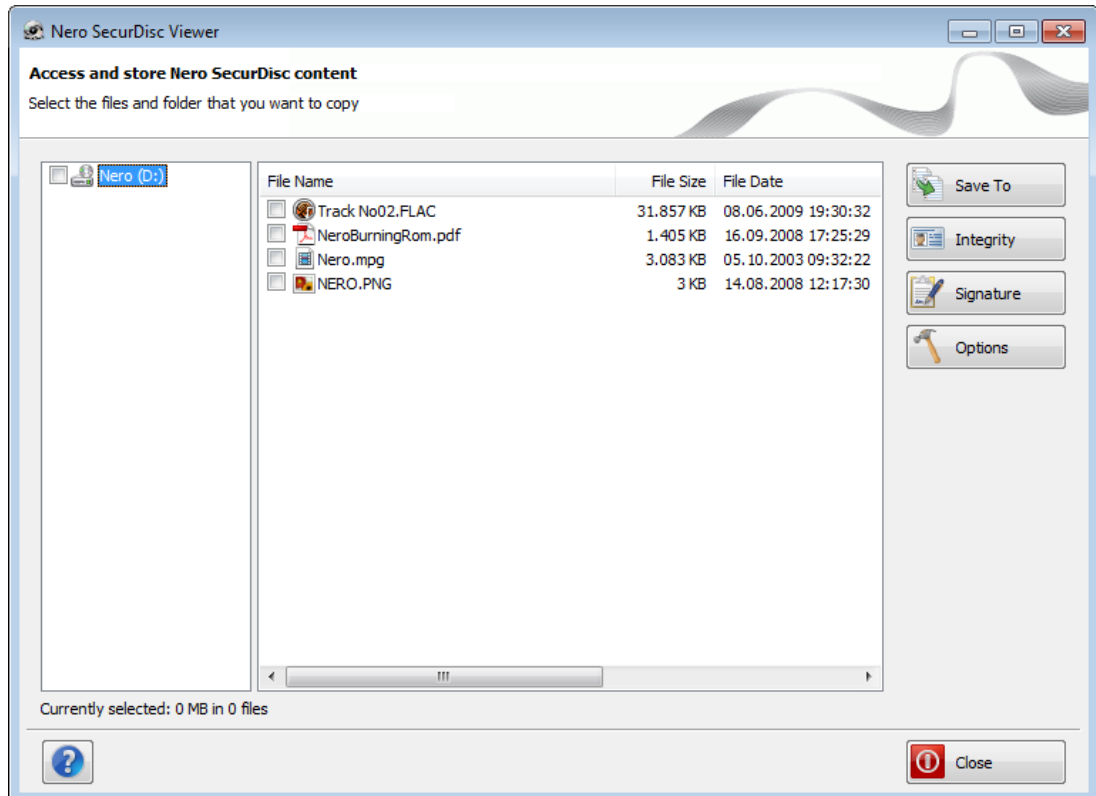 Nero SecurDisc Viewer
Access and store Nero SecurDisc content
Select the files and folder that you want to copy
Nero (D:)
File Name File Size File Date
Track No02.FLAC 31.857 KB 08.06.2009 19:30:32
NeroBurningRom.pdf 1.405 KB 16.09.2008 17:25:29
Nero.mpg 3.083 KB 05.10.2003 09:32:22
NERO.PNG 3 KB 14.08.2008 12:17:30
Save To
Integrity
Signature
Options
Currently selected: 0 MB in 0 files
?
Close